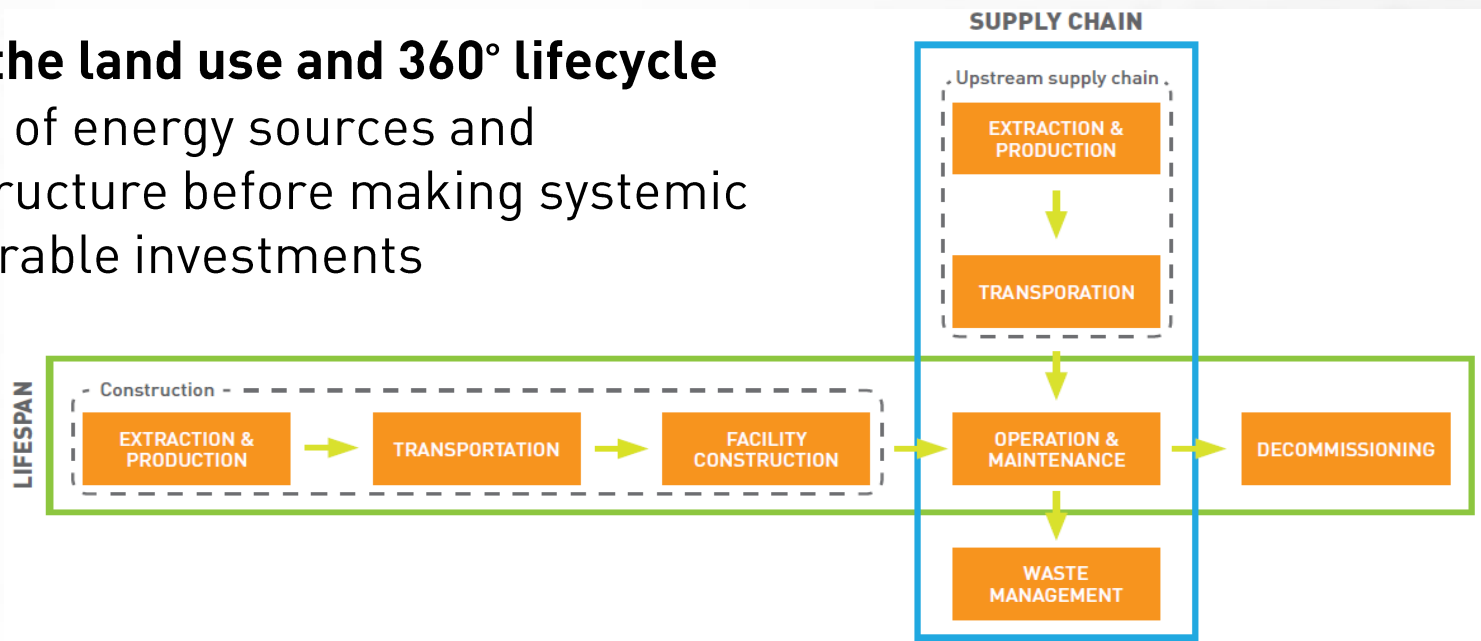 the land use and 360° lifecycle
of energy sources and
ructure before making systemic
rable investments
SUPPLY CHAIN
Upstream supply chain
EXTRACTION &
PRODUCTION
TRANSPORATION
LIFESPAN
Construction
EXTRACTION &
PRODUCTION
TRANSPORTATION
FACILITY
CONSTRUCTION
OPERATION &
MAINTENANCE
DECOMMISSIONING
WASTE
MANAGEMENT